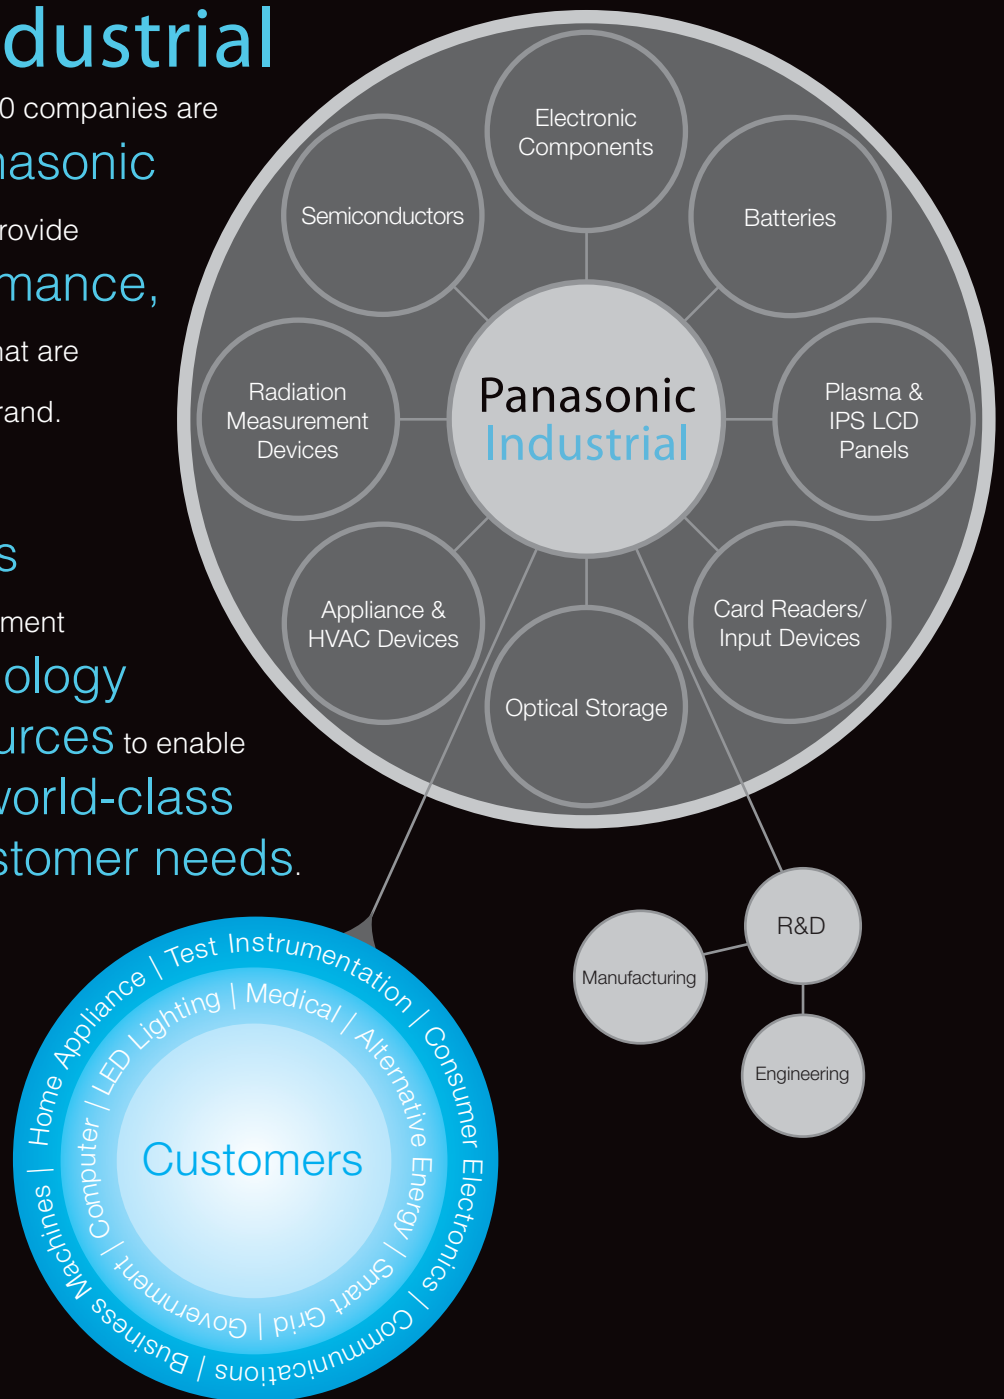 dustrial
0 companies are
nasonic
rovide
mance,
hat are
rand.
s
ment
ology
urces to enable
world-class
stomer needs.
Electronic
Components
Semiconductors
Batteries
Radiation
Measurement
Devices
Panasonic
Industrial
Plasma &
IPS LCD
Panels
Appliance &
HVAC Devices
Card Readers/
Input Devices
Optical Storage
R&D
Manufacturing
Engineering
Home Appliance | Test Instrumentation | Consumer Electronics | Communications | Business Machines |
Computer | LED Lighting | Medical | Alternative Energy | Smart Grid | Government |
Customers